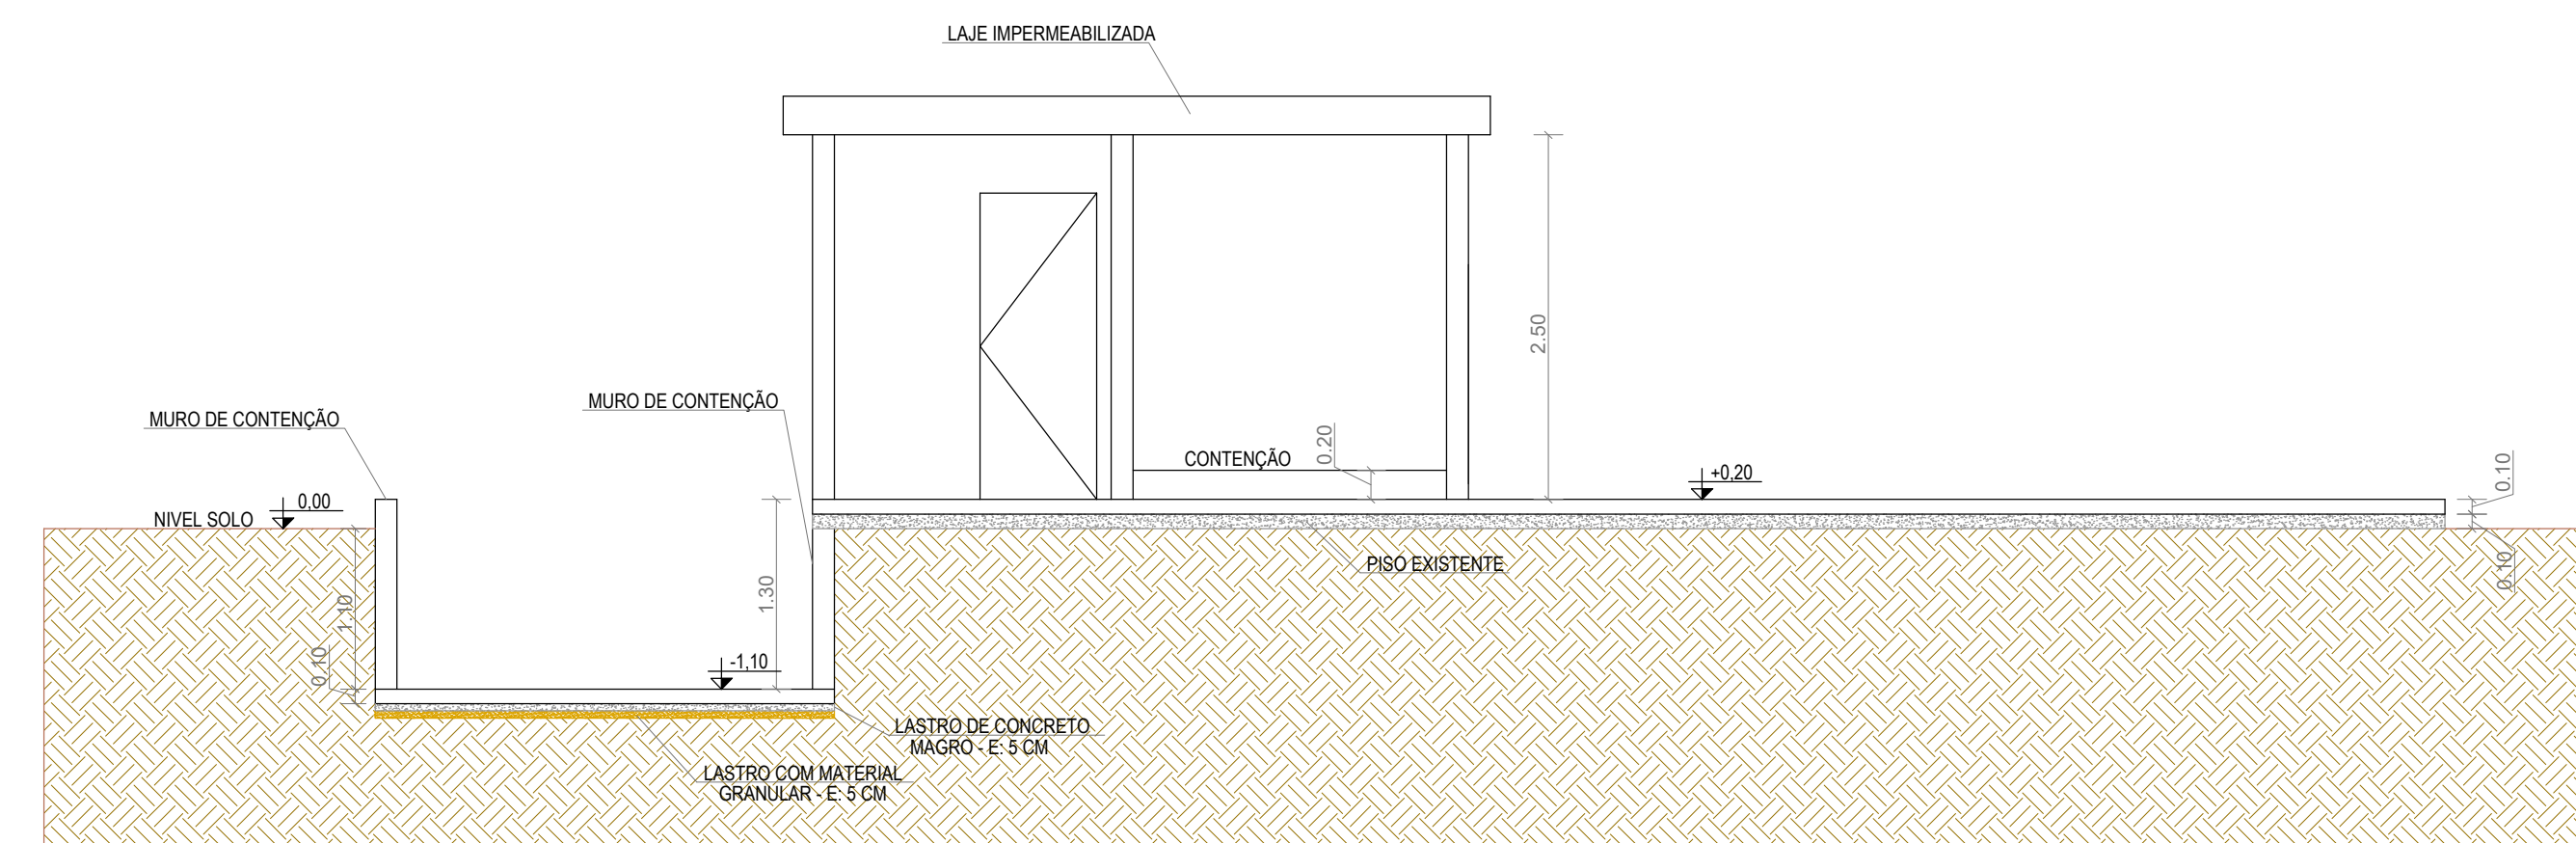 LAJE IMPERMEABILIZADA
2.50
MURO DE CONTENÇÃO
MURO DE CONTENÇÃO
CONTENÇÃO
0.20
+0,20
0.10
0,00
NIVEL SOLO
PISO EXISTENTE
0.10
1.10
1.30
0.10
-1,10
LASTRO DE CONCRETO
MAGRO - E: 5 CM
LASTRO COM MATERIAL
GRANULAR - E: 5 CM